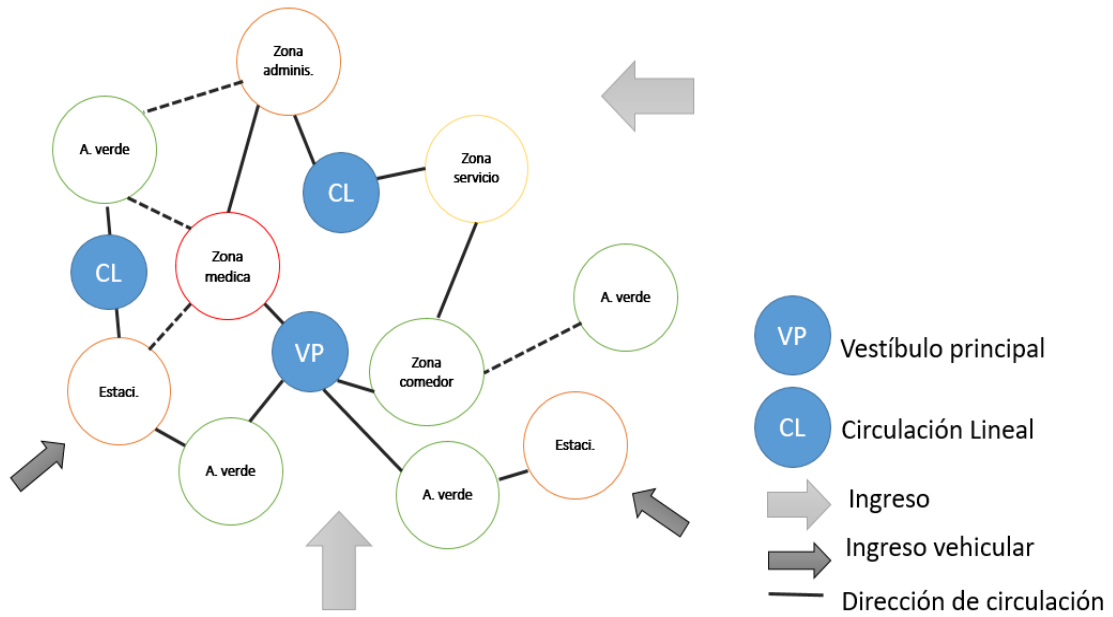 Zona
adminis.
A. verde
Zona
servicio
CL
Zona
medica
CL
A. verde
VP
Zona
comedor
Estaci.
A. verde
Estaci.
A. verde
VP
Vestíbulo principal
CL
Circulación Lineal
Ingreso
Ingreso vehicular
Dirección de circulación